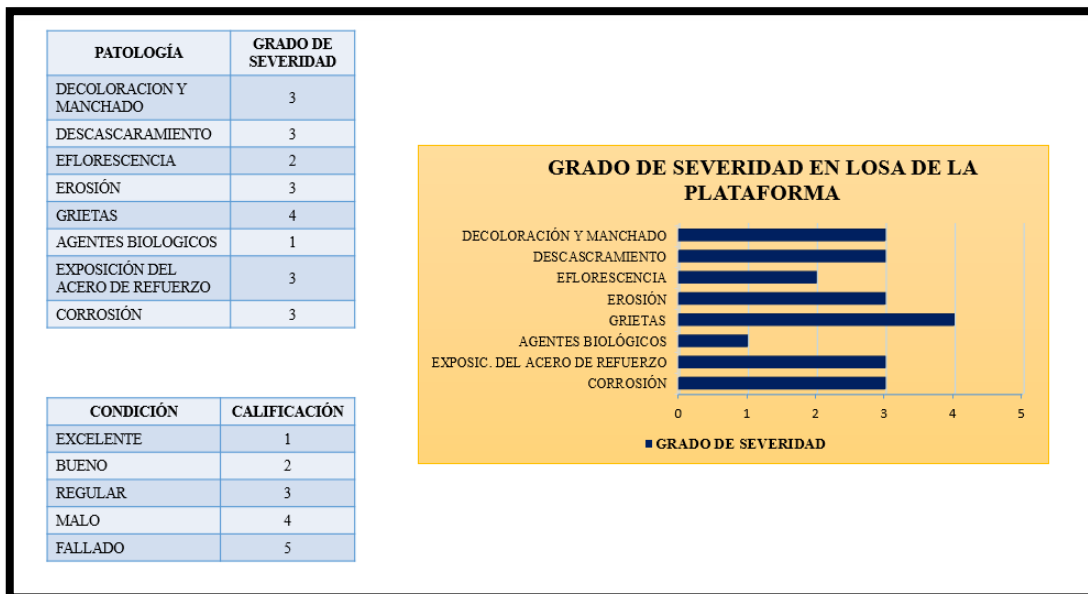 PATOLOGÍA
GRADO DE
SEVERIDAD
DECOLORACION Y
MANCHADO
3
DESCASCARAMIENTO
3
EFLORESCENCIA
2
EROSIÓN
3
GRIETAS
4
AGENTES BIOLOGICOS
1
EXPOSICIÓN DEL
ACERO DE REFUERZO
3
CORROSIÓN
3
CONDICIÓN
CALIFICACIÓN
EXCELENTE
1
BUENO
2
REGULAR
3
MALO
4
FALLADO
5
GRADO DE SEVERIDAD EN LOSA DE LA
PLATAFORMA
DECOLORACIÓN Y MANCHADO
DESCASCRAMIENTO
EFLORESCENCIA
EROSIÓN
GRIETAS
AGENTES BIOLÓGICOS
EXPOSIC. DEL ACERO DE REFUERZO
CORROSIÓN
0 1 2 3 4 5
GRADO DE SEVERIDAD